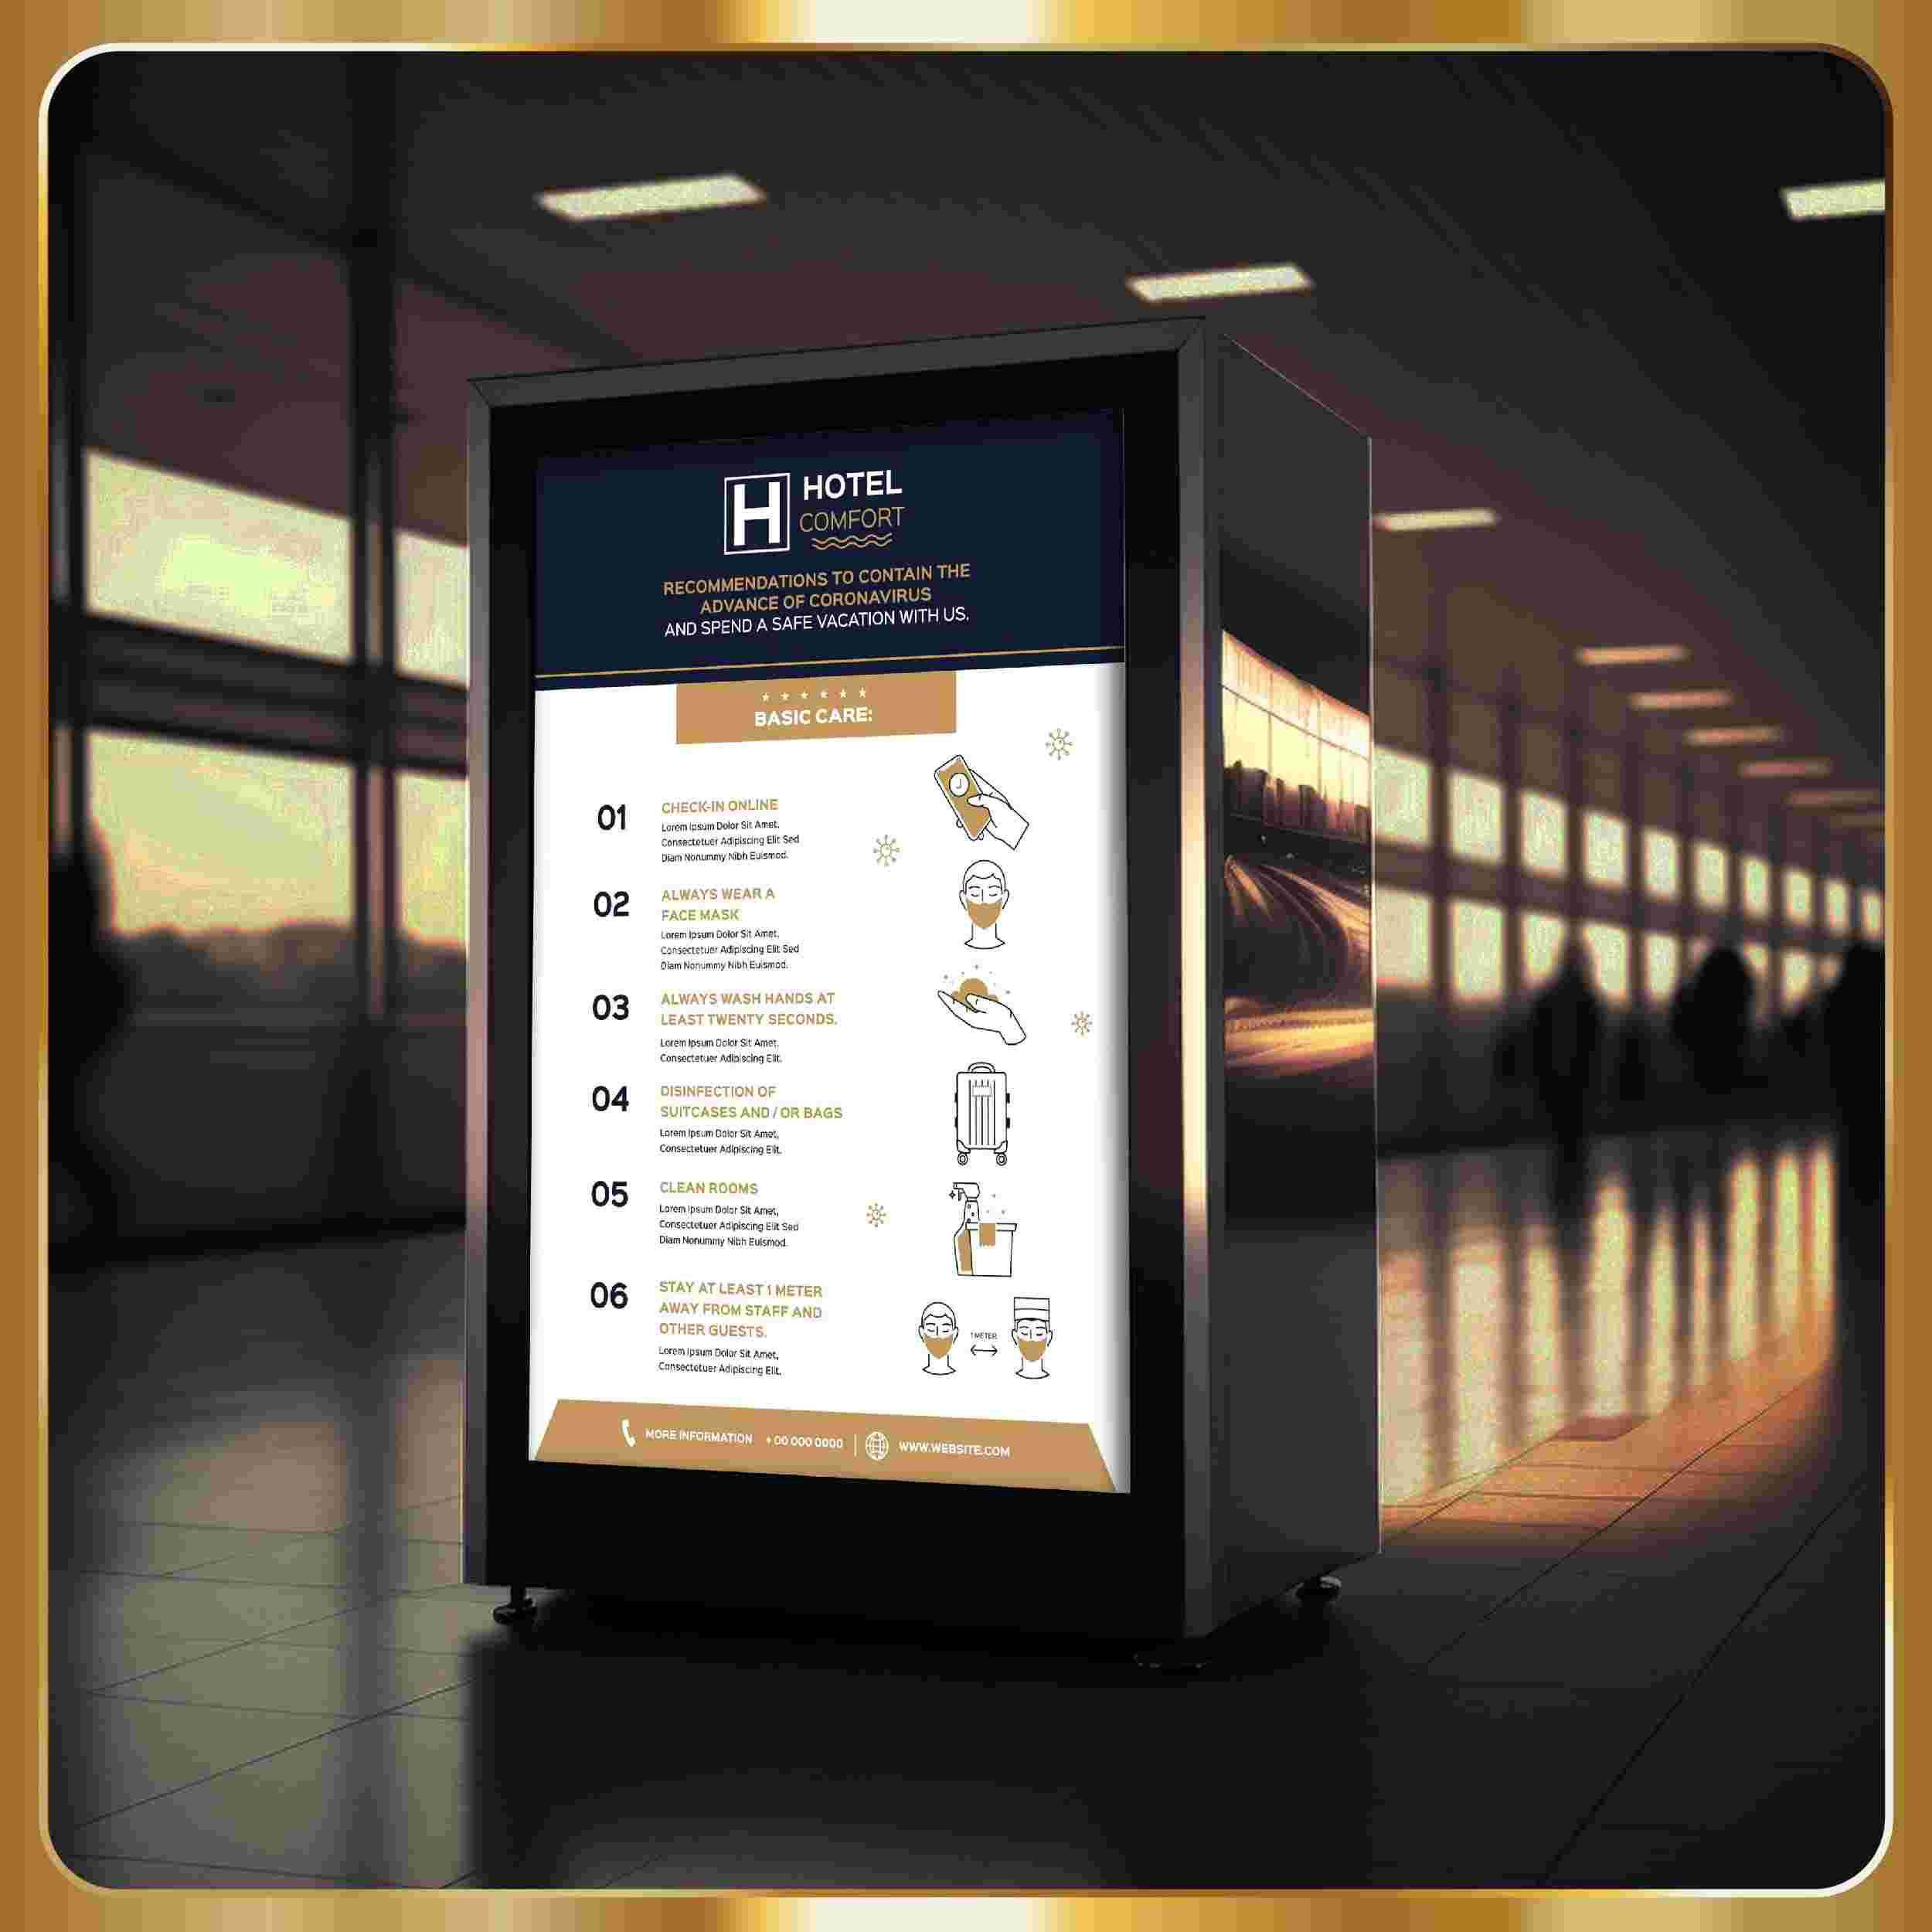 H
HOTEL
COMFORT
RECOMMENDATIONS TO CONTAIN THE
ADVANCE OF CORONAVIRUS
AND SPEND A SAFE VACATION WITH US.
BASIC CARE:
01
CHECK-IN ONLINE
Lorem Ipsum Dolor Sit Amet,
Consectetuer Adipiscing Elit Sed
Diam Nonummy Nibh Euismod.
02
ALWAYS WEAR A
FACE MASK
Lorem Ipsum Dolor Sit Amet,
Consectetuer Adipiscing Elit Sed
Diam Nonummy Nibh Euismod.
03
ALWAYS WASH HANDS AT
LEAST TWENTY SECONDS.
Lorem Ipsum Dolor Sit Amet,
Consectetuer Adipiscing Elit.
04
DISINFECTION OF
SUITCASES AND / OR BAGS
Lorem Ipsum Dolor Sit Amet,
Consectetuer Adipiscing Elit.
05
CLEAN ROOMS
Lorem Ipsum Dolor Sit Amet,
Consectetuer Adipiscing Elit Sed
Diam Nonummy Nibh Euismod.
06
STAY AT LEAST 1 METER
AWAY FROM STAFF AND
OTHER GUESTS.
Lorem Ipsum Dolor Sit Amet,
Consectetuer Adipiscing Elit.
1 METER
MORE INFORMATION + 00 000 0000 | WWW.WEBSITE.COM